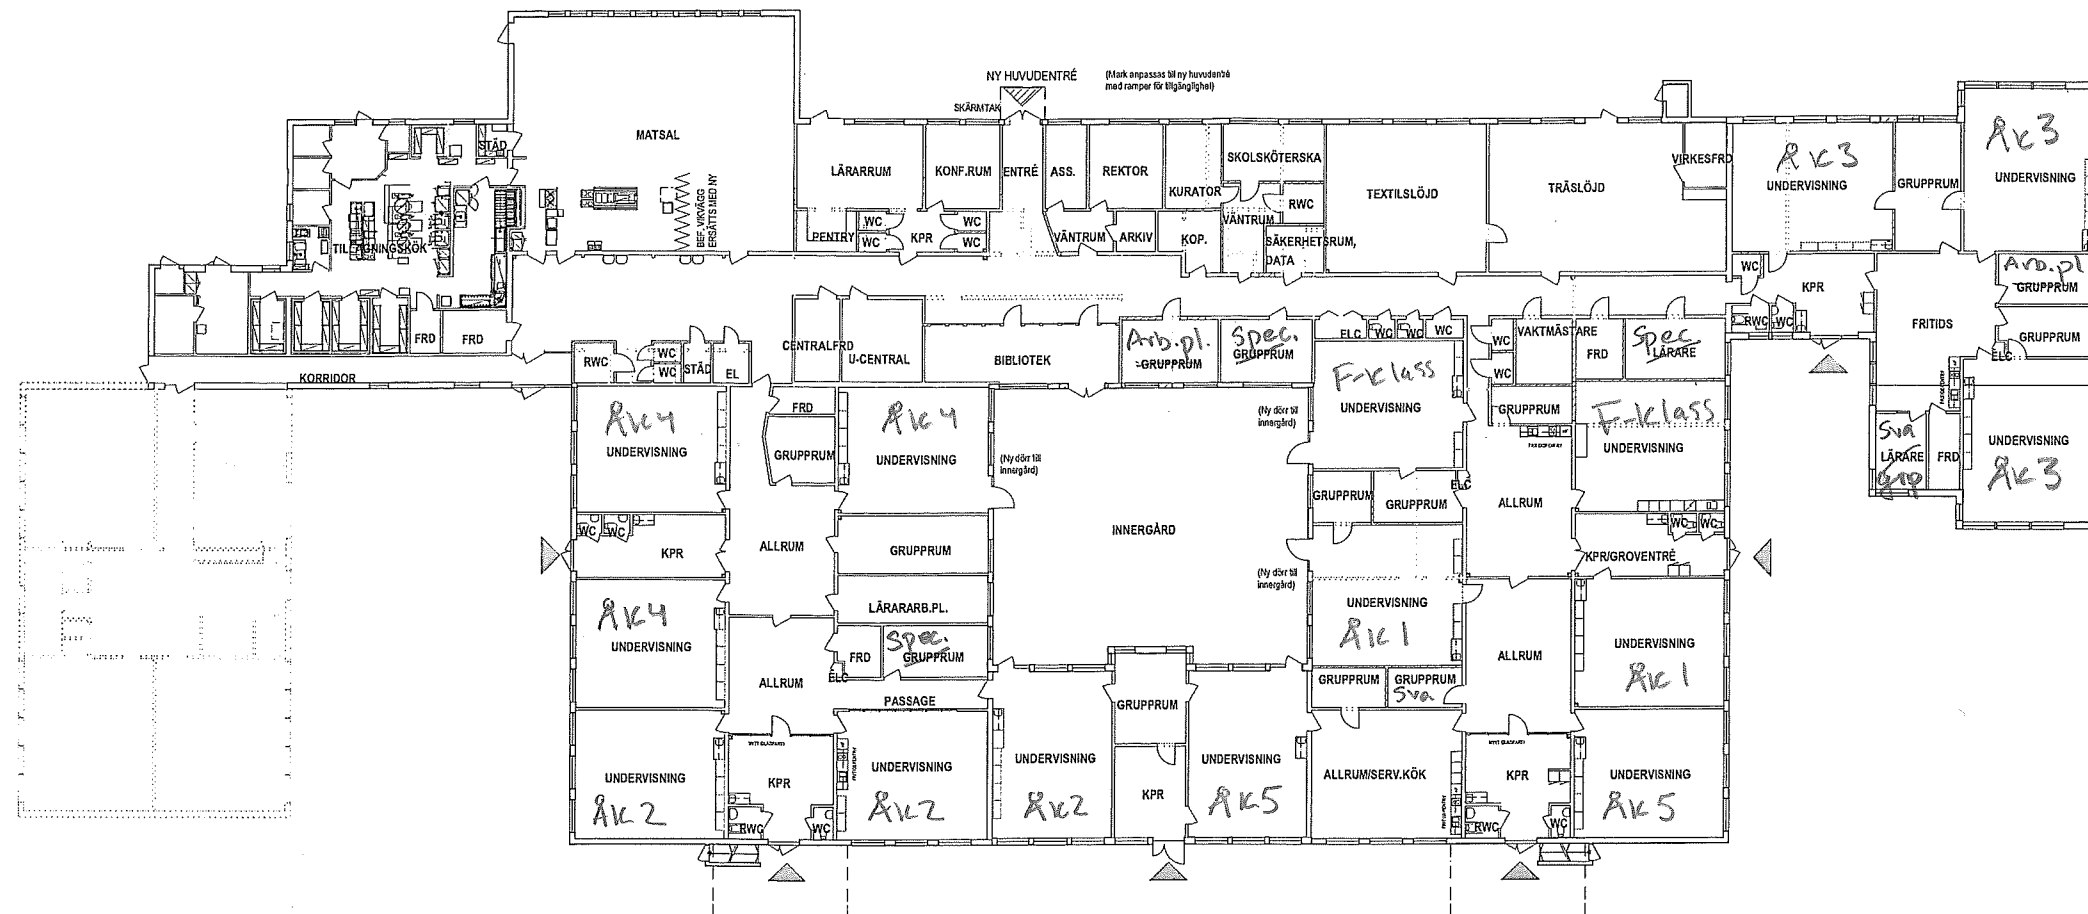 NY HUVUDENTRÉ
(Mark anpassas till ny huvudentré
med ramper för tillgänglighet)
SKÄRMTAK
MATSAL
STÄD
BEF. VIKVÄGG
ERSÄTTS MED NY
LÄRARRUM
KONF.RUM
ENTRÉ
ASS.
REKTOR
KURATOR
SKOLSKÖTERSKA
RWC
VÄNTRUM
TEXTILSLÖJD
TRÄSLÖJD
VIRKESFRD
Åk3
UNDERVISNING
GRUPPRUM
Åk3
UNDERVISNING
TILLAGNINGSKÖK
PENTRY
WC
WC
KPR
WC
WC
VÄNTRUM
ARKIV
KOP.
SÄKERHETSRUM,
DATA
WC
KPR
Arb.pl
GRUPPRUM
RWC
WC
FRITIDS
GRUPPRUM
ELC
FRD
FRD
KORRIDOR
RWC
WC
WC
STÄD
EL
CENTRALFRD
U-CENTRAL
BIBLIOTEK
Arb.pl.
GRUPPRUM
Spec.
GRUPPRUM
ELC
WC
WC
WC
WC
WC
VAKTMÄSTARE
FRD
Spec
LÄRARE
Åk4
UNDERVISNING
FRD
GRUPPRUM
Åk4
UNDERVISNING
(Ny dörr till
innergård)
(Ny dörr till
innergård)
F-klass
UNDERVISNING
GRUPPRUM
F-klass
UNDERVISNING
Sva
LÄRARE
grp
FRD
UNDERVISNING
Åk3
GRUPPRUM
GRUPPRUM
ELC
ALLRUM
WC
WC
KPR
ALLRUM
GRUPPRUM
INNERGÅRD
WC
WC
KPR/GROVENTRÉ
(Ny dörr till
innergård)
Åk4
UNDERVISNING
LÄRARARB.PL.
UNDERVISNING
Åk1
ALLRUM
UNDERVISNING
Åk1
FRD
Spec.
GRUPPRUM
ELC
ALLRUM
PASSAGE
GRUPPRUM
GRUPPRUM
GRUPPRUM
Sva
UNDERVISNING
Åk2
KPR
RWC
WC
UNDERVISNING
Åk2
UNDERVISNING
Åk2
KPR
UNDERVISNING
Åk5
ALLRUM/SERV.KÖK
KPR
RWC
WC
UNDERVISNING
Åk5